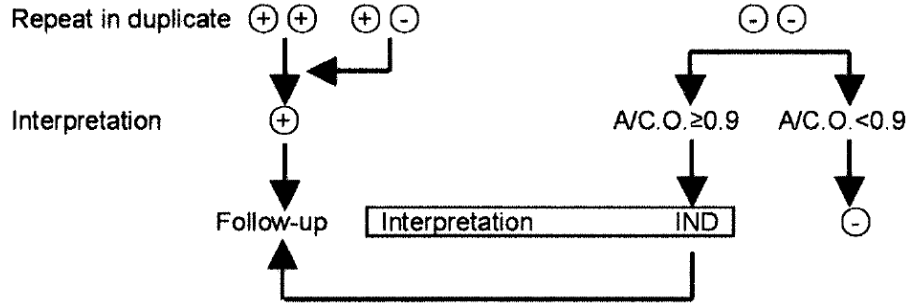 Repeat in duplicate ⊕ ⊕ ⊕ ⊖ ⊖ ⊖
Interpretation ⊕ A/C.O.≥0.9 A/C.O.<0.9
Follow-up Interpretation IND ⊖